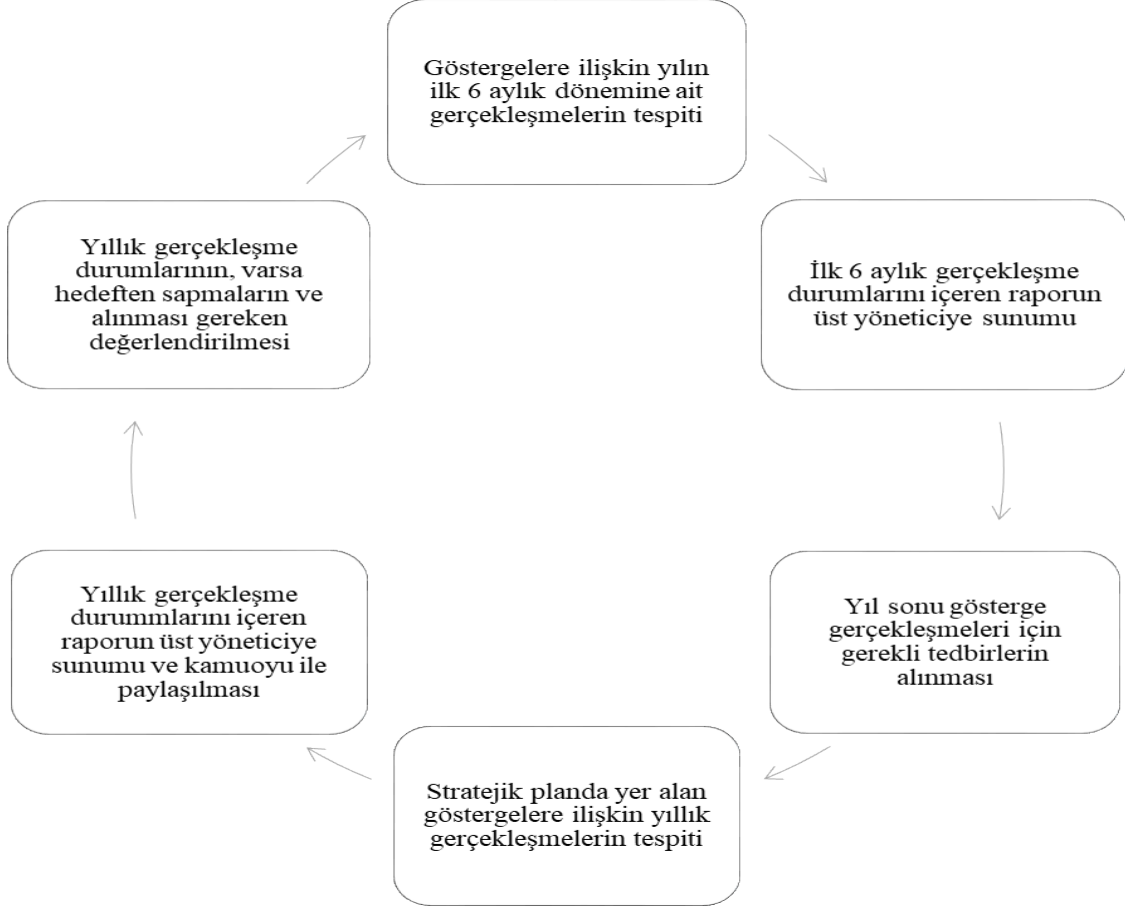 Göstergelere ilişkin yılın
ilk 6 aylık dönemine ait
gerçekleşmelerin tespiti
İlk 6 aylık gerçekleşme
durumlarını içeren raporun
üst yöneticiye sunumu
Yıl sonu gösterge
gerçekleşmeleri için
gerekli tedbirlerin
alınması
Stratejik planda yer alan
göstergelere ilişkin yıllık
gerçekleşmelerin tespiti
Yıllık gerçekleşme
durummlarını içeren
raporun üst yöneticiye
sunumu ve kamuoyu ile
paylaşılması
Yıllık gerçekleşme
durumlarının, varsa
hedeften sapmaların ve
alınması gereken
değerlendirilmesi